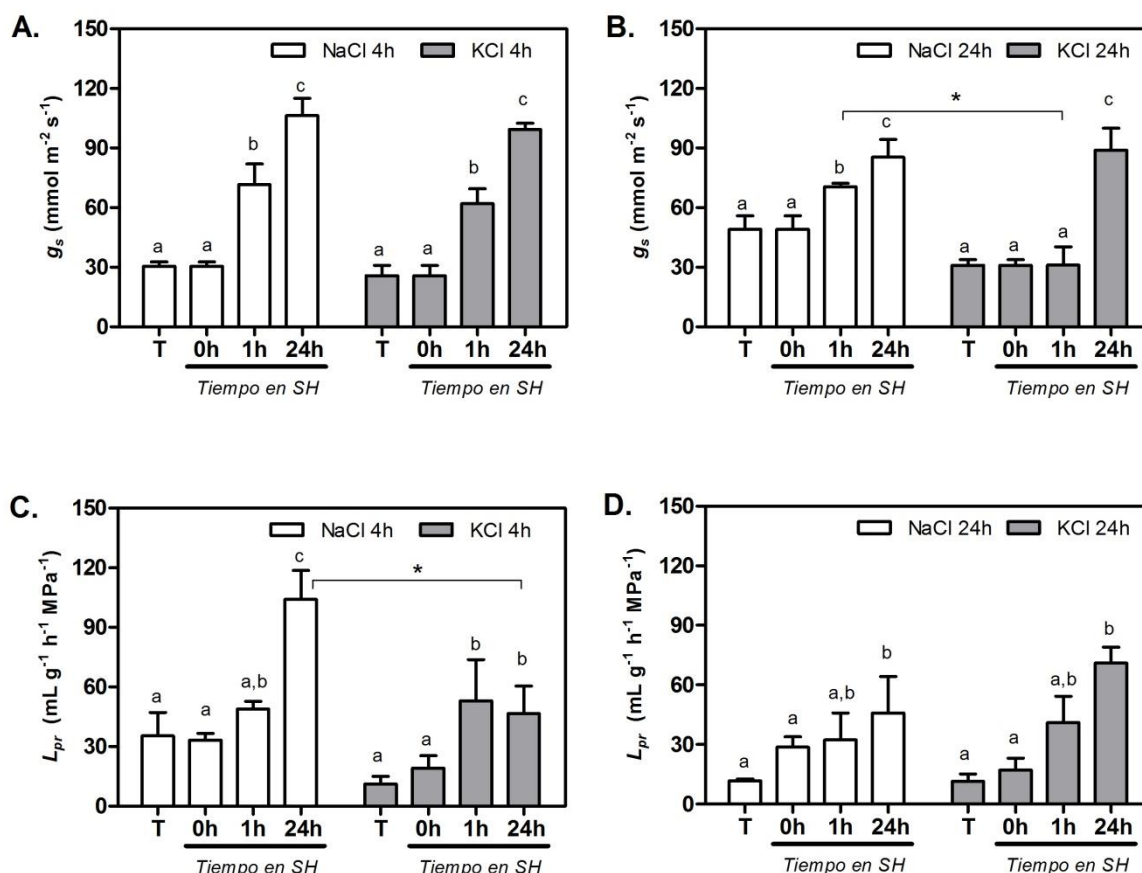 A.
NaCl 4h KCl 4h
150
120
90
60
30
0
gs (mmol m-2 s-1)
a a b c a a b c
T 0h 1h 24h T 0h 1h 24h
Tiempo en SH Tiempo en SH
B.
NaCl 24h KCl 24h
150
120
90
60
30
0
gs (mmol m-2 s-1)
*
a a b c a a a c
T 0h 1h 24h T 0h 1h 24h
Tiempo en SH Tiempo en SH
C.
NaCl 4h KCl 4h
150
120
90
60
30
0
Lpr (mL g-1 h-1 MPa-1)
*
a a a,b c a a b b
T 0h 1h 24h T 0h 1h 24h
Tiempo en SH Tiempo en SH
D.
NaCl 24h KCl 24h
150
120
90
60
30
0
Lpr (mL g-1 h-1 MPa-1)
a a a,b b a a a,b b
T 0h 1h 24h T 0h 1h 24h
Tiempo en SH Tiempo en SH